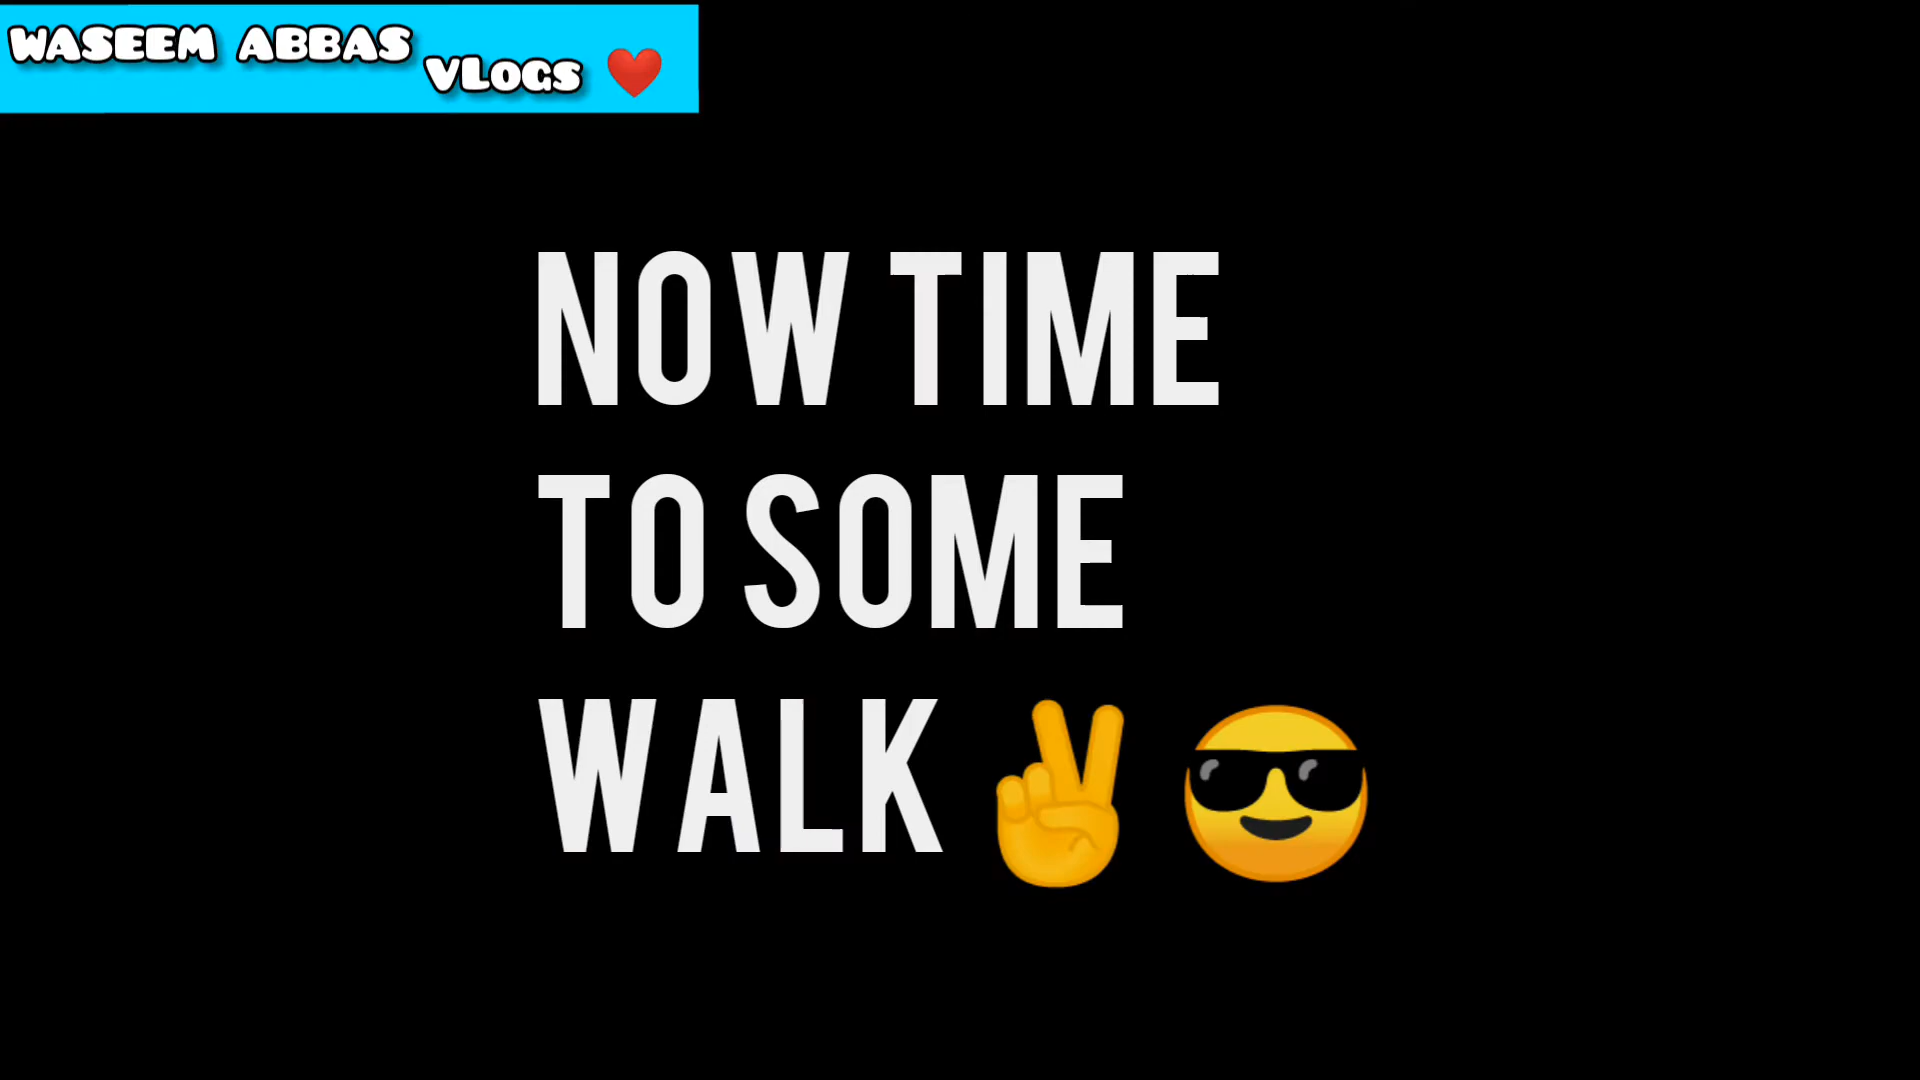 WASEEM ABBAS
VLOGS ❤️
NOW TIME
TO SOME
WALK ✌️ 😎